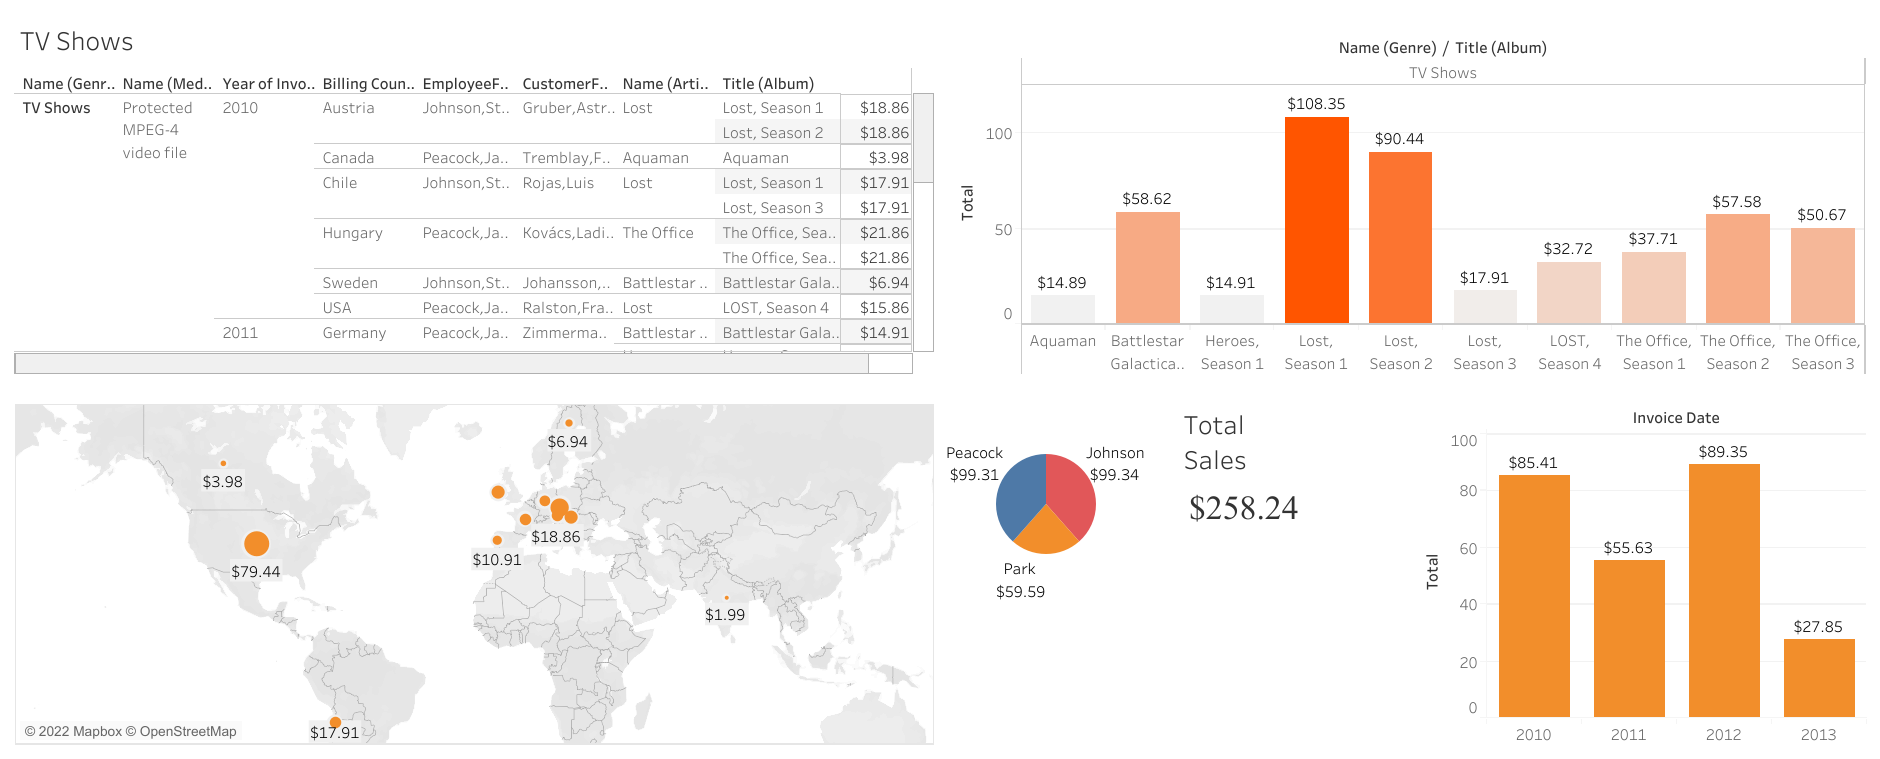 TV Shows
Name (Genr.. Name (Med.. Year of Invo.. Billing Coun.. EmployeeF.. CustomerF.. Name (Arti.. Title (Album)
TV Shows Protected 2010 Austria Johnson,St.. Gruber,Astr.. Lost Lost, Season 1 $18.86
MPEG-4 Lost, Season 2 $18.86
video file Canada Peacock,Ja.. Tremblay,F.. Aquaman Aquaman $3.98
Chile Johnson,St.. Rojas,Luis Lost Lost, Season 1 $17.91
Lost, Season 3 $17.91
Hungary Peacock,Ja.. Kovács,Ladi.. The Office The Office, Sea.. $21.86
The Office, Sea.. $21.86
Sweden Johnson,St.. Johansson,.. Battlestar .. Battlestar Gala.. $6.94
USA Peacock,Ja.. Ralston,Fra.. Lost LOST, Season 4 $15.86
2011 Germany Peacock,Ja.. Zimmerma.. Battlestar .. Battlestar Gala.. $14.91
Name (Genre) / Title (Album)
TV Shows
Total
100
50
0
$14.89
$58.62
$14.91
$108.35
$90.44
$17.91
$32.72
$37.71
$57.58
$50.67
Aquaman
Battlestar
Galactica..
Heroes,
Season 1
Lost,
Season 1
Lost,
Season 2
Lost,
Season 3
LOST,
Season 4
The Office,
Season 1
The Office,
Season 2
The Office,
Season 3
$6.94
$3.98
$18.86
$10.91
$79.44
$1.99
$17.91
© 2022 Mapbox © OpenStreetMap
Peacock
$99.31
Johnson
$99.34
Park
$59.59
Total
Sales
$258.24
Invoice Date
Total
100
80
60
40
20
0
$85.41
$55.63
$89.35
$27.85
2010
2011
2012
2013